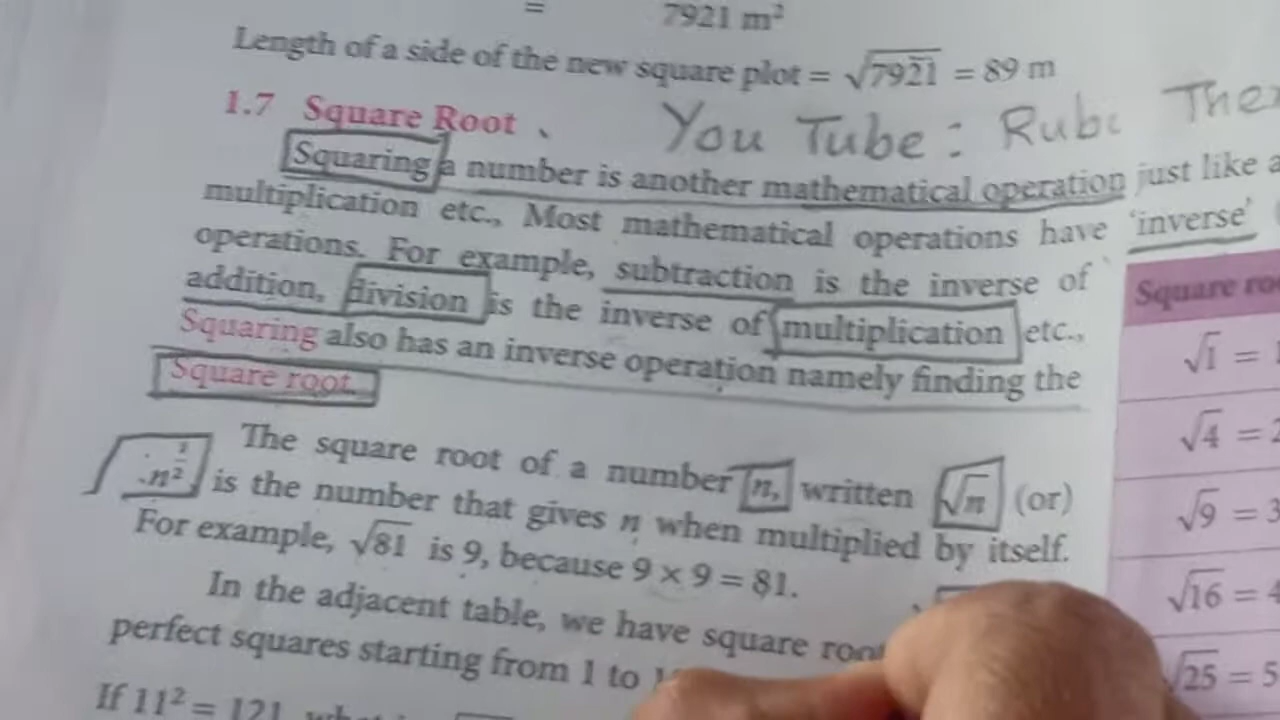 = 7921 m²
Length of a side of the new square plot = √7921 = 89 m
1.7 Square Root
You Tube :
Squaring a number is another mathematical operation just like
multiplication etc., Most mathematical operations have 'inverse'
operations. For example, subtraction is the inverse of
addition, division is the inverse of multiplication etc.,
Squaring also has an inverse operation namely finding the
Square root.
The square root of a number n, written √n (or)
n^½ is the number that gives n when multiplied by itself.
For example, √81 is 9, because 9 × 9 = 81.
In the adjacent table, we have square
perfect squares starting from 1 to
If 11² = 121,
Square
√1 =
√4 =
√9 =
√16 =
√25 = 5